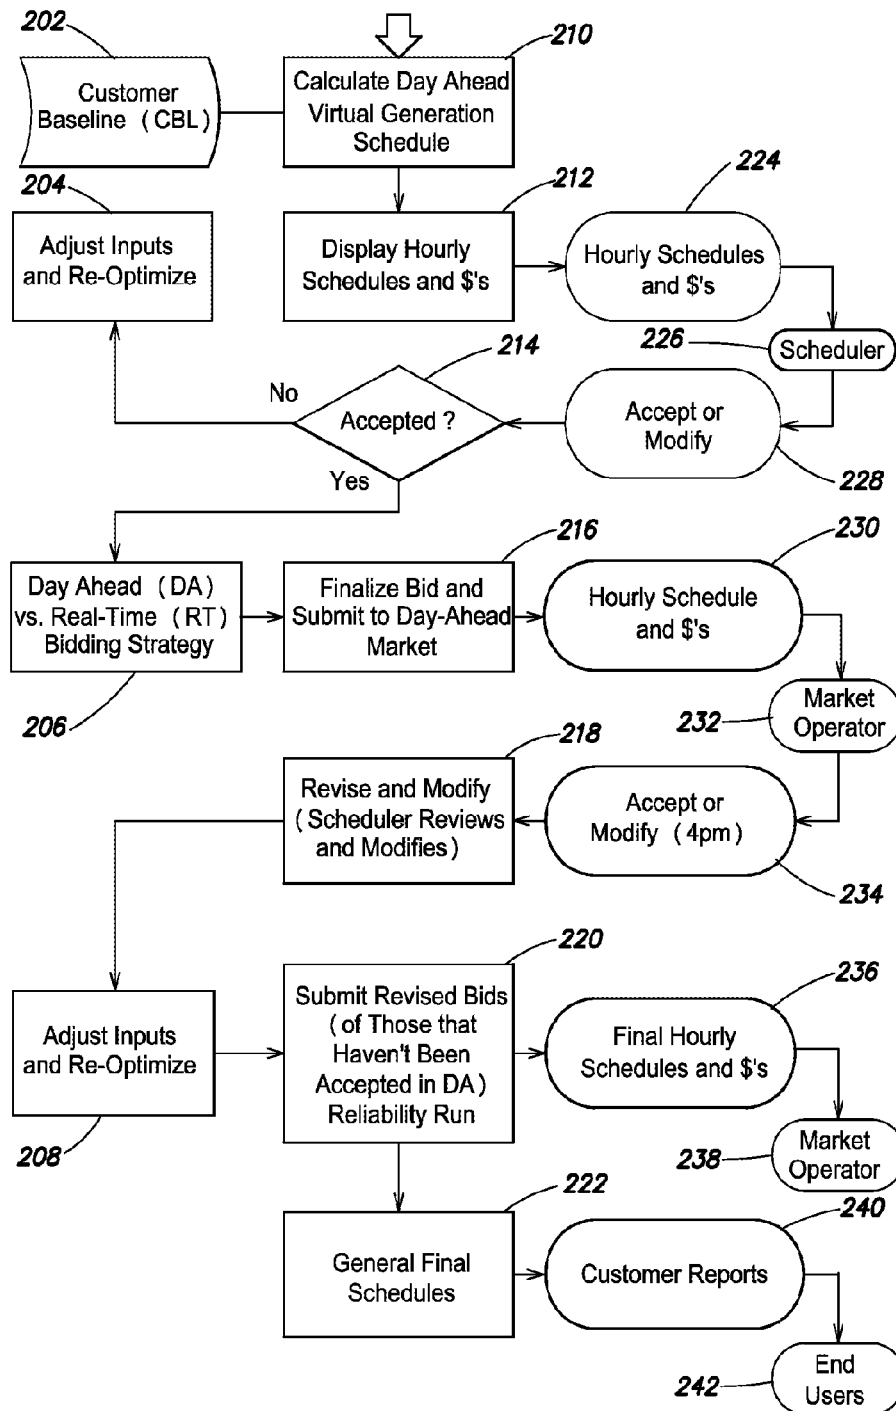 202
210
Customer
Baseline (CBL)
Calculate Day Ahead
Virtual Generation
Schedule
204
212
224
Adjust Inputs
and Re-Optimize
Display Hourly
Schedules and $'s
Hourly Schedules
and $'s
226
Scheduler
214
No
Accepted ?
Accept or
Modify
Yes
228
216
230
Day Ahead (DA)
vs. Real-Time (RT)
Bidding Strategy
Finalize Bid and
Submit to Day-Ahead
Market
Hourly Schedule
and $'s
206
232
Market
Operator
218
Revise and Modify
(Scheduler Reviews
and Modifies)
Accept or
Modify (4pm)
234
220
236
Adjust Inputs
and Re-Optimize
Submit Revised Bids
(of Those that
Haven't Been
Accepted in DA)
Reliability Run
Final Hourly
Schedules and $'s
208
238
Market
Operator
222
240
General Final
Schedules
Customer Reports
242
End
Users